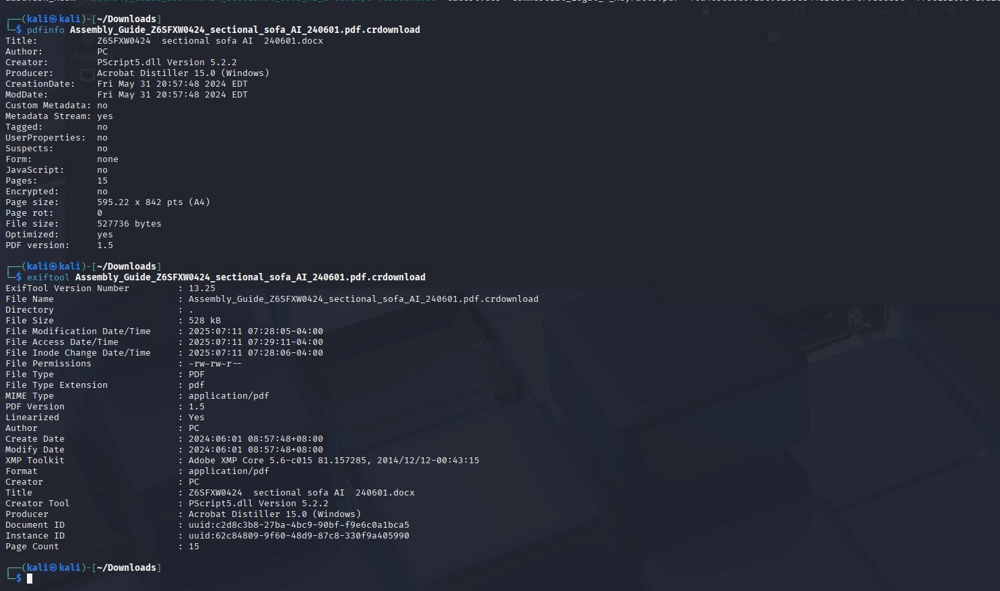 ┌──(kali㉿kali)-[~/Downloads]
└─$ pdfinfo Assembly_Guide_Z6SFXW0424_sectional_sofa_AI_240601.pdf.crdownload
Title:          Z6SFXW0424  sectional sofa AI  240601.docx
Author:         PC
Creator:        PScript5.dll Version 5.2.2
Producer:       Acrobat Distiller 15.0 (Windows)
CreationDate:   Fri May 31 20:57:48 2024 EDT
ModDate:        Fri May 31 20:57:48 2024 EDT
Custom Metadata: no
Metadata Stream: yes
Tagged:         no
UserProperties: no
Suspects:       no
Form:           none
JavaScript:     no
Pages:          15
Encrypted:      no
Page size:      595.22 x 842 pts (A4)
Page rot:       0
File size:      527736 bytes
Optimized:      yes
PDF version:    1.5
┌──(kali㉿kali)-[~/Downloads]
└─$ exiftool Assembly_Guide_Z6SFXW0424_sectional_sofa_AI_240601.pdf.crdownload
ExifTool Version Number         : 13.25
File Name                       : Assembly_Guide_Z6SFXW0424_sectional_sofa_AI_240601.pdf.crdownload
Directory                       : .
File Size                       : 528 kB
File Modification Date/Time     : 2025:07:11 07:28:05-04:00
File Access Date/Time           : 2025:07:11 07:29:11-04:00
File Inode Change Date/Time     : 2025:07:11 07:28:06-04:00
File Permissions                : -rw-rw-r--
File Type                       : PDF
File Type Extension             : pdf
MIME Type                       : application/pdf
PDF Version                     : 1.5
Linearized                      : Yes
Author                          : PC
Create Date                     : 2024:06:01 08:57:48+08:00
Modify Date                     : 2024:06:01 08:57:48+08:00
XMP Toolkit                     : Adobe XMP Core 5.6-c015 81.157285, 2014/12/12-00:43:15
Format                          : application/pdf
Creator                         : PC
Title                           : Z6SFXW0424  sectional sofa AI  240601.docx
Creator Tool                    : PScript5.dll Version 5.2.2
Producer                        : Acrobat Distiller 15.0 (Windows)
Document ID                     : uuid:c2d8c3b8-27ba-4bc9-90bf-f9e6c0a1bca5
Instance ID                     : uuid:62c84809-9f60-48d9-87c8-330f9a405990
Page Count                      : 15
┌──(kali㉿kali)-[~/Downloads]
└─$